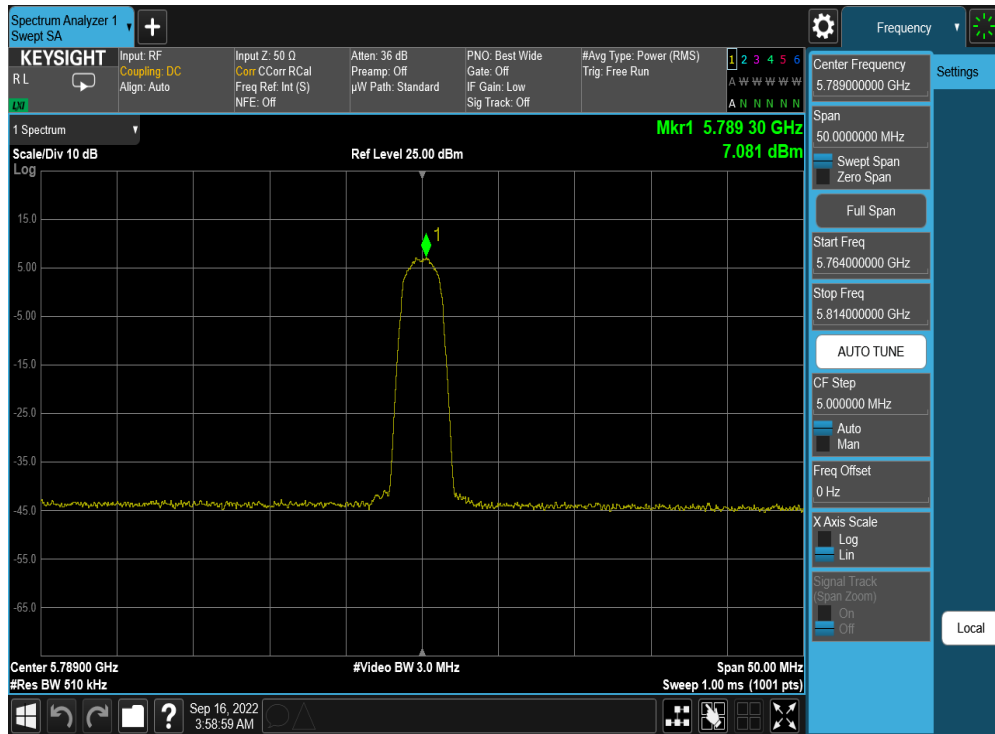 Spectrum Analyzer 1
Swept SA
Frequency
KEYSIGHT
R L
LXI
Input: RF
Coupling: DC
Align: Auto
Input Z: 50 Ω
Corr CCorr RCal
Freq Ref: Int (S)
NFE: Off
Atten: 36 dB
Preamp: Off
µW Path: Standard
PNO: Best Wide
Gate: Off
IF Gain: Low
Sig Track: Off
#Avg Type: Power (RMS)
Trig: Free Run
1 2 3 4 5 6
A W W W W W
A N N N N N
1 Spectrum
Scale/Div 10 dB
Log
Ref Level 25.00 dBm
Mkr1 5.789 30 GHz
7.081 dBm
1
15.0
5.00
-5.00
-15.0
-25.0
-35.0
-45.0
-55.0
-65.0
Center 5.78900 GHz
#Res BW 510 kHz
#Video BW 3.0 MHz
Span 50.00 MHz
Sweep 1.00 ms (1001 pts)
Sep 16, 2022
3:58:59 AM
?
Center Frequency
5.789000000 GHz
Settings
Span
50.0000000 MHz
Swept Span
Zero Span
Full Span
Start Freq
5.764000000 GHz
Stop Freq
5.814000000 GHz
AUTO TUNE
CF Step
5.000000 MHz
Auto
Man
Freq Offset
0 Hz
X Axis Scale
Log
Lin
Signal Track
(Span Zoom)
On
Off
Local